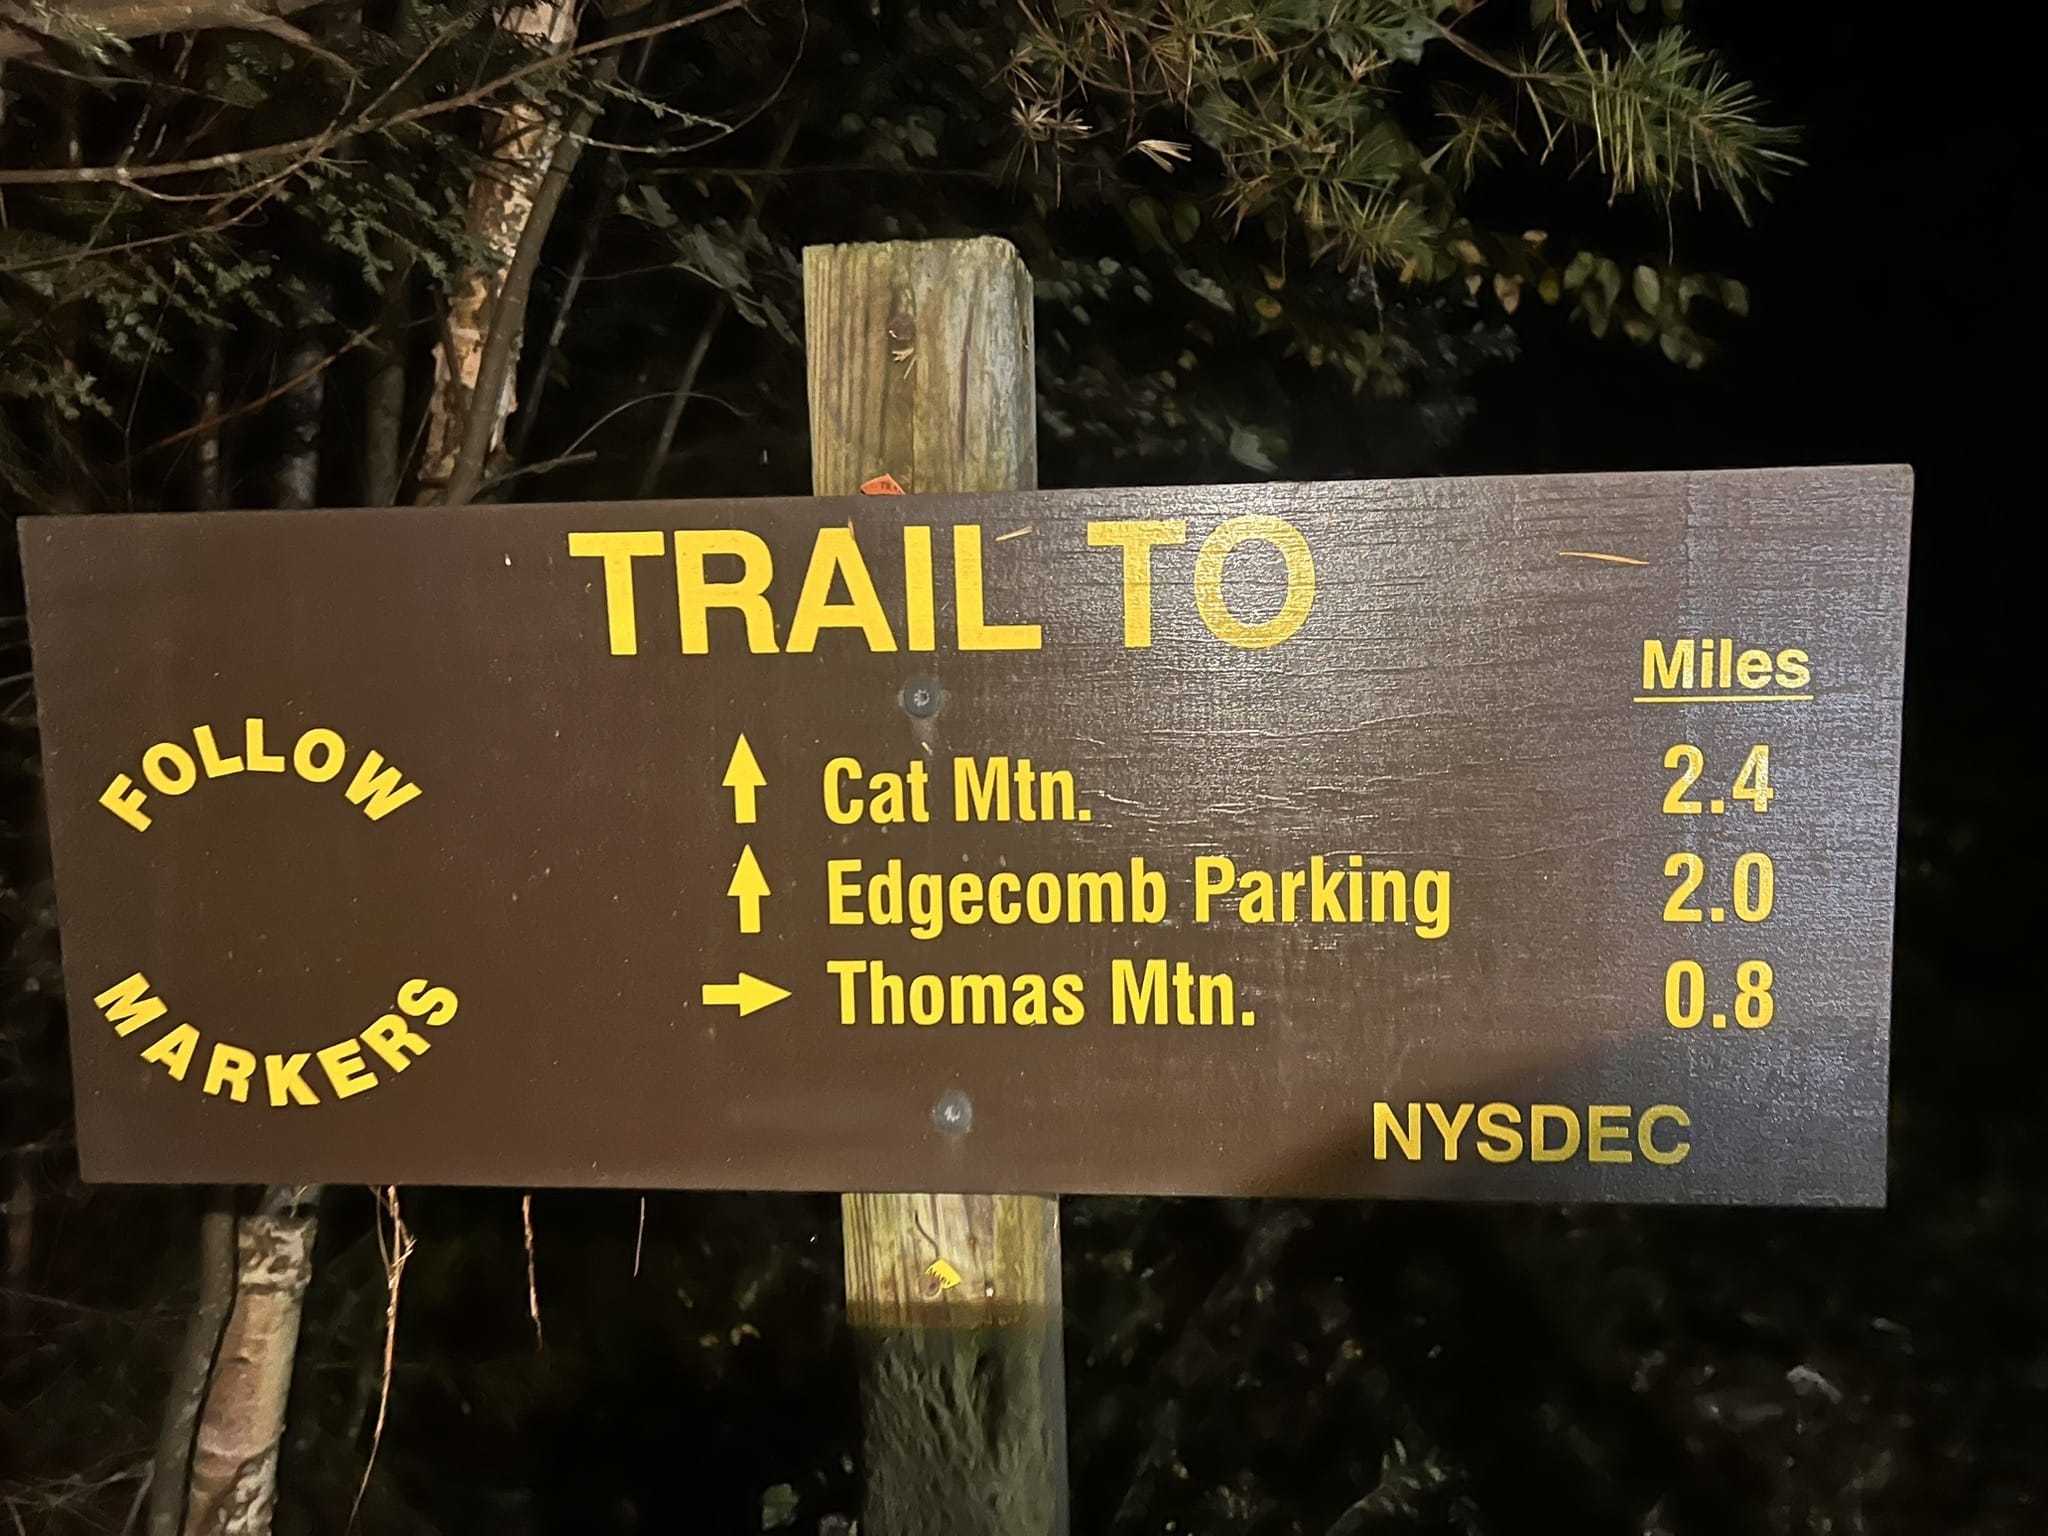 TRAIL TO
Miles
FOLLOW
MARKERS
↑ Cat Mtn. 2.4
↑ Edgecomb Parking 2.0
→ Thomas Mtn. 0.8
NYSDEC